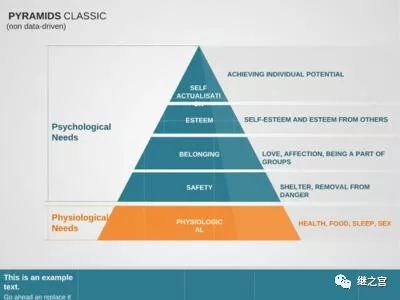 PYRAMIDS CLASSIC
(non data-driven)
ACHIEVING INDIVIDUAL POTENTIAL
SELF
ACTUALISATI
ESTEEM
SELF-ESTEEM AND ESTEEM FROM OTHERS
Psychological
Needs
BELONGING
LOVE, AFFECTION, BEING A PART OF
GROUPS
SAFETY
SHELTER, REMOVAL FROM
DANGER
Physiological
Needs
PHYSIOLOGIC
AL
HEALTH, FOOD, SLEEP, SEX
This is an example
text.
Go ahead an replace it
继之宫